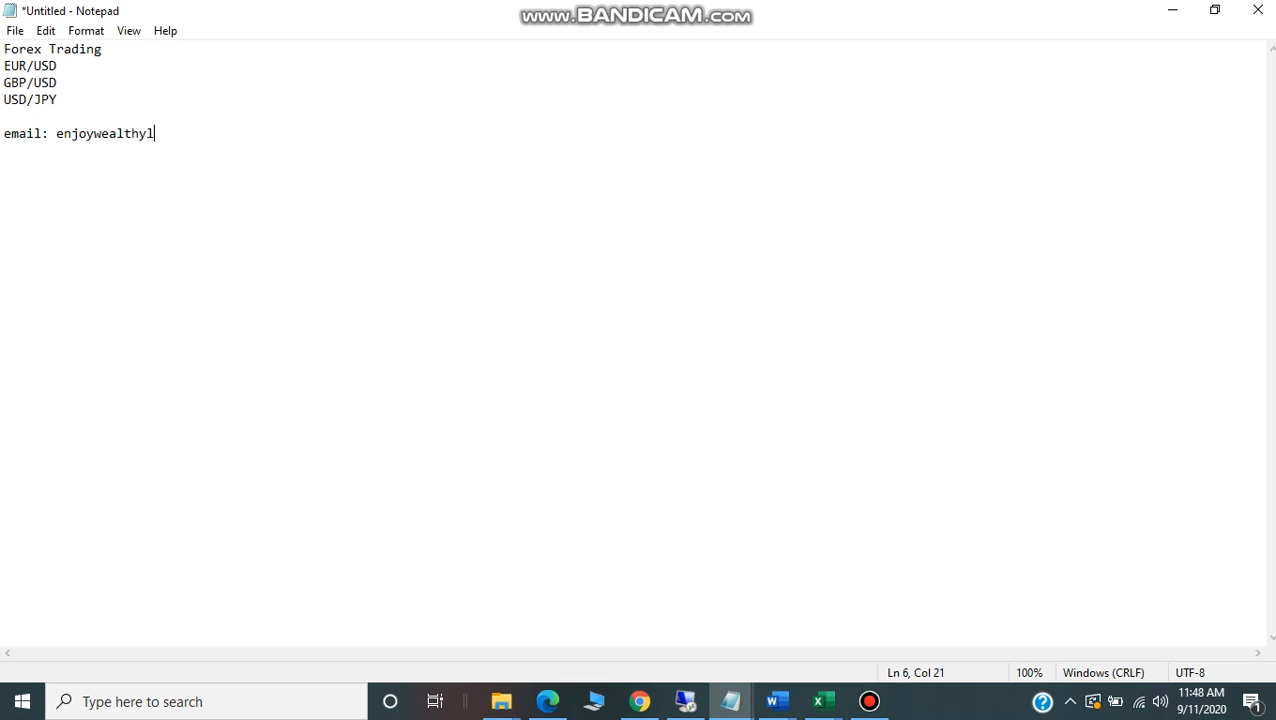 *Untitled - Notepad
www.BANDICAM.com
File Edit Format View Help
Forex Trading
EUR/USD
GBP/USD
USD/JPY
email: enjoywealthyl
Ln 6, Col 21
100%
Windows (CRLF)
UTF-8
Type here to search
11:48 AM
9/11/2020
1